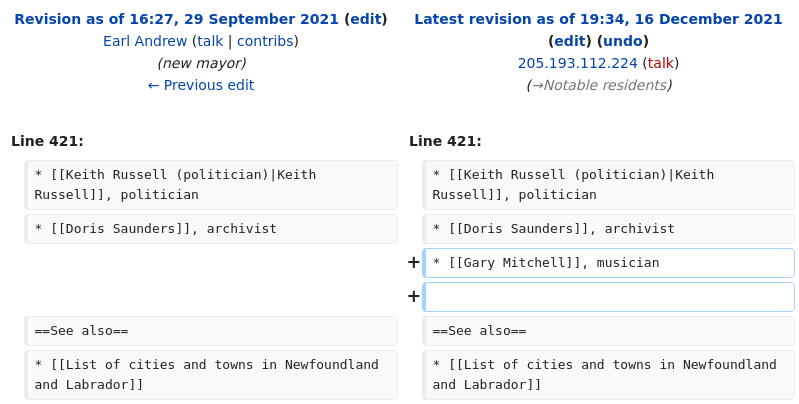 Revision as of 16:27, 29 September 2021 (edit)
Earl Andrew (talk | contribs)
(new mayor)
← Previous edit
Latest revision as of 19:34, 16 December 2021
(edit) (undo)
205.193.112.224 (talk)
(→Notable residents)
Line 421:
* [[Keith Russell (politician)|Keith
Russell]], politician
* [[Doris Saunders]], archivist
==See also==
* [[List of cities and towns in Newfoundland
and Labrador]]
Line 421:
* [[Keith Russell (politician)|Keith
Russell]], politician
* [[Doris Saunders]], archivist
+ * [[Gary Mitchell]], musician
+
==See also==
* [[List of cities and towns in Newfoundland
and Labrador]]